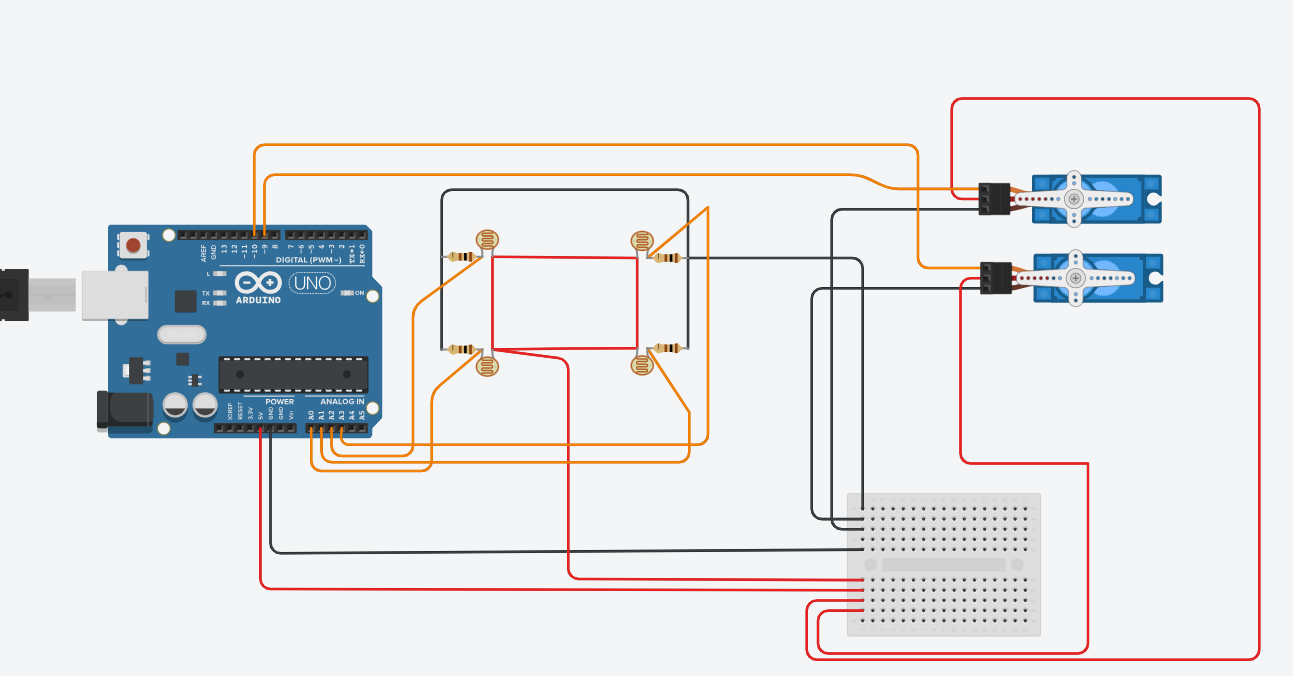 AREF
GND
13
12
~11
~10
~9
8
7
~6
~5
4
~3
2
TX→1
RX←0
DIGITAL (PWM~)
L
TX
RX
ARDUINO
UNO
ON
POWER
ANALOG IN
IOREF
RESET
3.3V
5V
GND
GND
Vin
A0
A1
A2
A3
A4
A5